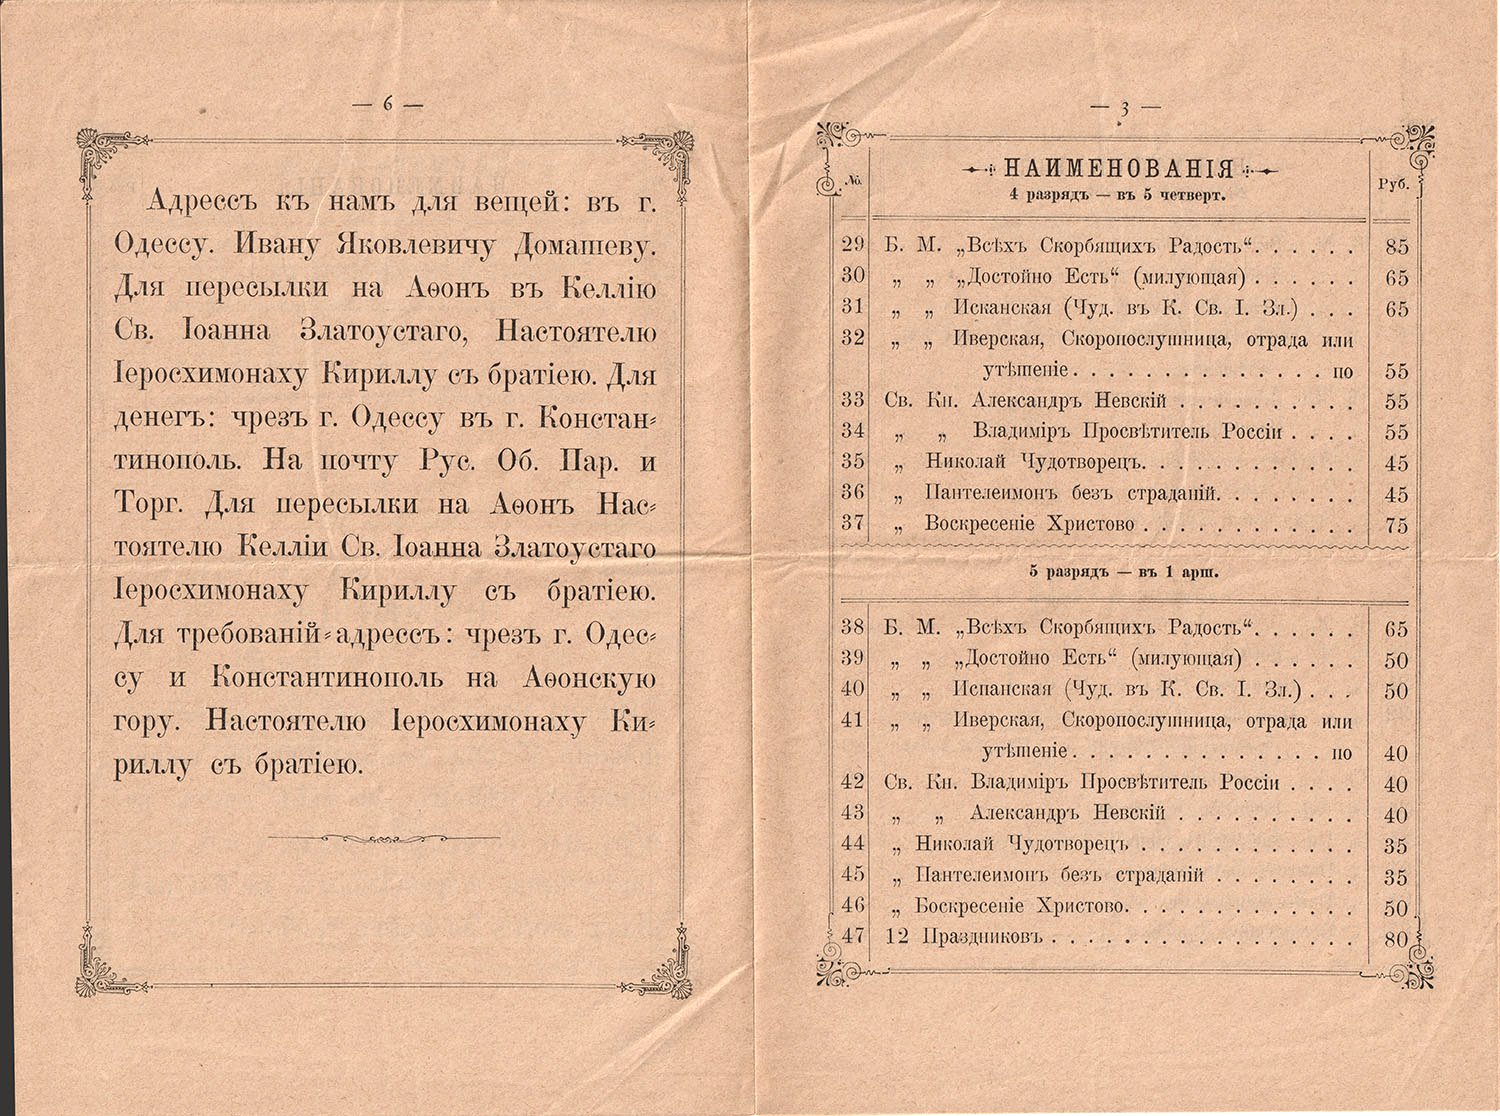 — 6 —
Адрессъ къ намъ для вещей: въ г.
Одессу. Ивану Яковлевичу Домашеву.
Для пересылки на Аѳонъ въ Келлію
Св. Іоанна Златоустаго, Настоятелю
Іеросхимонаху Кириллу съ братіею. Для
денегъ: чрезъ г. Одессу въ г. Констан-
тинополь. На почту Рус. Об. Пар. и
Торг. Для пересылки на Аѳонъ Нас-
тоятелю Келліи Св. Іоанна Златоустаго
Іеросхимонаху Кириллу съ братіею.
Для требованій-адрессъ: чрезъ г. Одес-
су и Константинополь на Аѳонскую
гору. Настоятелю Іеросхимонаху Ки-
риллу съ братіею.
— 3 —
№. НАИМЕНОВАНІЯ Руб.
4 разрядъ — въ 5 четверт.
29 Б. М. „Всѣхъ Скорбящихъ Радость“. . . . . . 85
30 „ „ „Достойно Есть“ (милующая) . . . . . . 65
31 „ „ Исканская (Чуд. въ К. Св. І. Зл.) . . . 65
32 „ „ Иверская, Скоропослушница, отрада или
утѣшеніе . . . . . . . . . . . . . . по 55
33 Св. Кн. Александръ Невскій . . . . . . . . . . 55
34 „ „ Владиміръ Просвѣтитель Россіи . . . . 55
35 „ Николай Чудотворецъ. . . . . . . . . . . . 45
36 „ Пантелеимонъ безъ страданій. . . . . . . . 45
37 „ Воскресеніе Христово . . . . . . . . . . . . 75
5 разрядъ — въ 1 арш.
38 Б. М. „Всѣхъ Скорбящихъ Радость“. . . . . . 65
39 „ „ „Достойно Есть“ (милующая) . . . . . . 50
40 „ „ Испанская (Чуд. въ К. Св. І. Зл.) . . . 50
41 „ „ Иверская, Скоропослушница, отрада или
утѣшеніе . . . . . . . . . . . . . . по 40
42 Св. Кн. Владиміръ Просвѣтитель Россіи . . . . 40
43 „ „ Александръ Невскій . . . . . . . . . . 40
44 „ Николай Чудотворецъ . . . . . . . . . . . . 35
45 „ Пантелеимонъ безъ страданій . . . . . . . . 35
46 „ Воскресеніе Христово. . . . . . . . . . . . . 50
47 12 Праздниковъ . . . . . . . . . . . . . . . . . 80